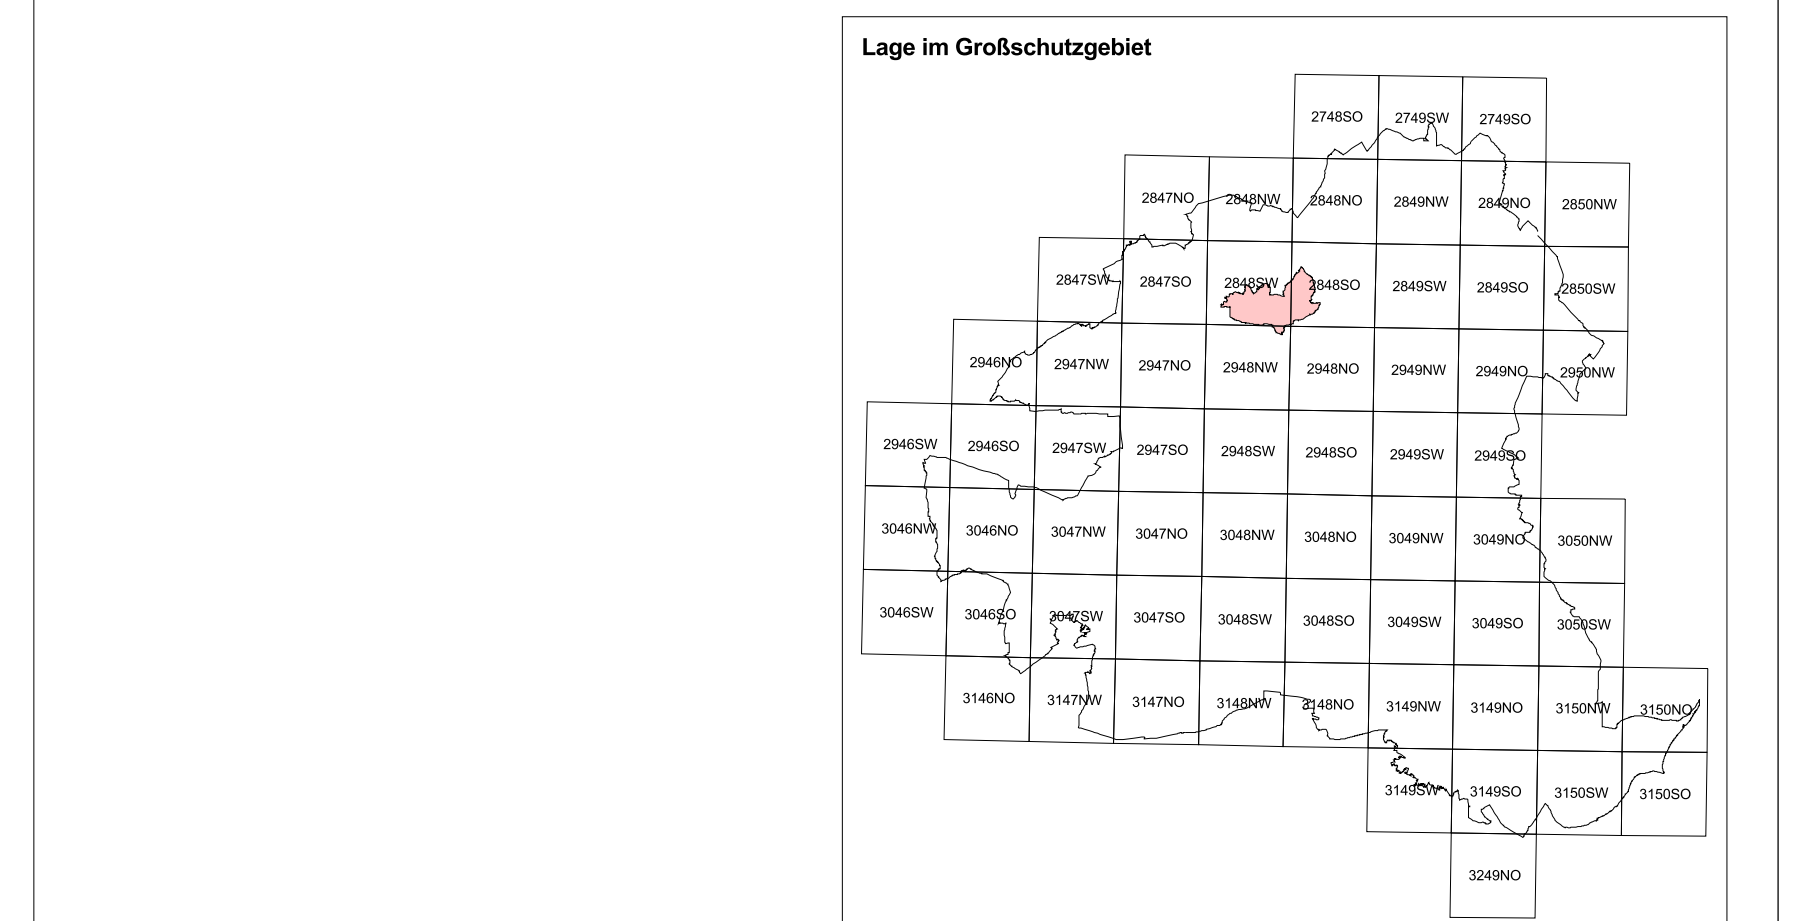 Lage im Großschutzgebiet
2748SO 2749SW 2749SO
2847NO 2848NW 2848NO 2849NW 2849NO 2850NW
2847SW 2847SO 2848SW 2848SO 2849SW 2849SO 2850SW
2946NO 2947NW 2947NO 2948NW 2948NO 2949NW 2949NO 2950NW
2946SW 2946SO 2947SW 2947SO 2948SW 2948SO 2949SW 2949SO
3046NW 3046NO 3047NW 3047NO 3048NW 3048NO 3049NW 3049NO 3050NW
3046SW 3046SO 3047SW 3047SO 3048SW 3048SO 3049SW 3049SO 3050SW
3146NO 3147NW 3147NO 3148NW 3148NO 3149NW 3149NO 3150NW 3150NO
3149SW 3149SO 3150SW 3150SO
3249NO